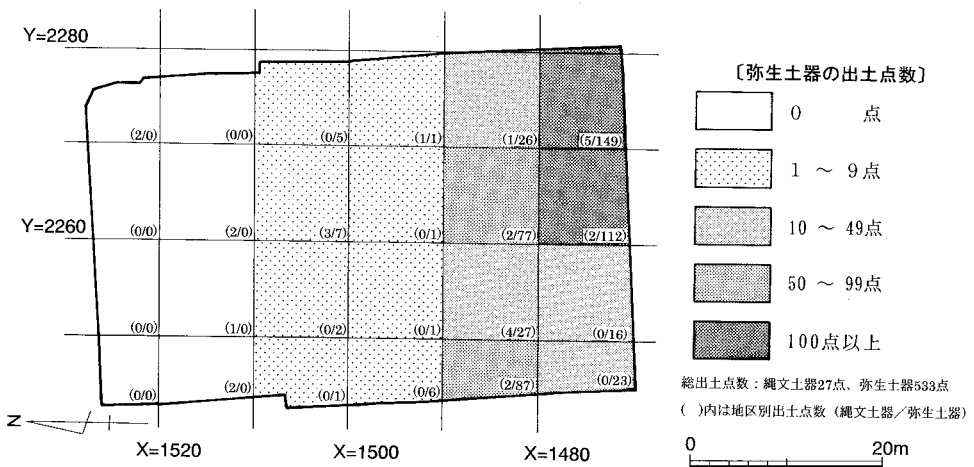 Y=2280
(2/0) (0/0) (0/5) (1/1) (1/26) (5/149)
Y=2260
(0/0) (2/0) (3/7) (0/1) (2/77) (2/112)
(0/0) (1/0) (0/2) (0/1) (4/27) (0/16)
(0/0) (2/0) (0/1) (0/6) (2/87) (0/23)
N
X=1520 X=1500 X=1480
〔弥生土器の出土点数〕
0 点
1 ～ 9点
10 ～ 49点
50 ～ 99点
100点以上
総出土点数：縄文土器27点、弥生土器533点
( )内は地区別出土点数 (縄文土器／弥生土器)
0 20m